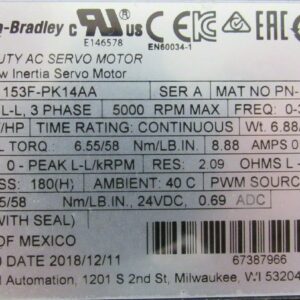 n-Bradley c UL US C E EAC
E146578 EN60034-1
UTY AC SERVO MOTOR
w Inertia Servo Motor
153F-PK14AA SER A MAT NO PN-
L-L, 3 PHASE 5000 RPM MAX FREQ: 0-
/HP TIME RATING: CONTINUOUS Wt: 6.88
L TORQ : 6.55/58 Nm/LB.IN. 8.88 AMPS 0
0 - PEAK L-L/kRPM RES: 2.09 OHMS L
SS: 180(H) AMBIENT: 40 C PWM SOURCE
/58 Nm/LB.IN., 24VDC, 0.69 ADC
WITH SEAL)
OF MEXICO
D DATE 2018/12/11 67387966
l Automation, 1201 S 2nd St, Milwaukee, WI 53204